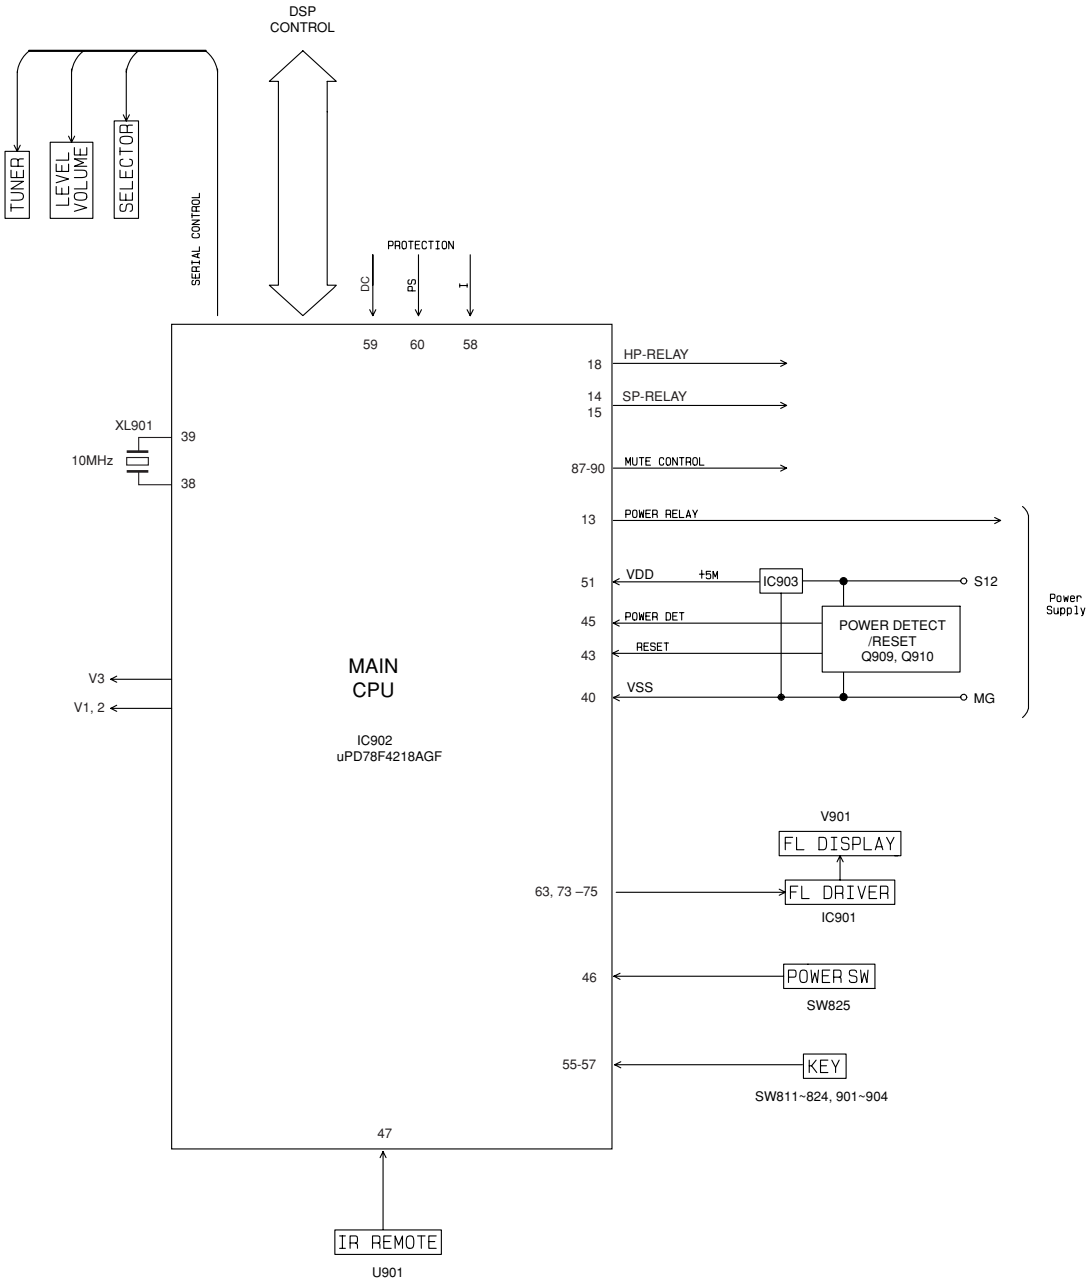 DSP
CONTROL
TUNER
LEVEL
VOLUME
SELECTOR
SERIAL CONTROL
PROTECTION
DC
PS
I
59
60
58
18
HP-RELAY
14
15
SP-RELAY
XL901
39
10MHz
38
87-90
MUTE CONTROL
13
POWER RELAY
51
VDD
+5M
IC903
S12
Power
Supply
45
POWER DET
POWER DETECT
/RESET
Q909, Q910
43
RESET
40
VSS
MG
MAIN
CPU
V3
V1, 2
IC902
uPD78F4218AGF
V901
FL DISPLAY
63, 73 –75
FL DRIVER
IC901
46
POWER SW
SW825
55-57
KEY
SW811~824, 901~904
47
IR REMOTE
U901